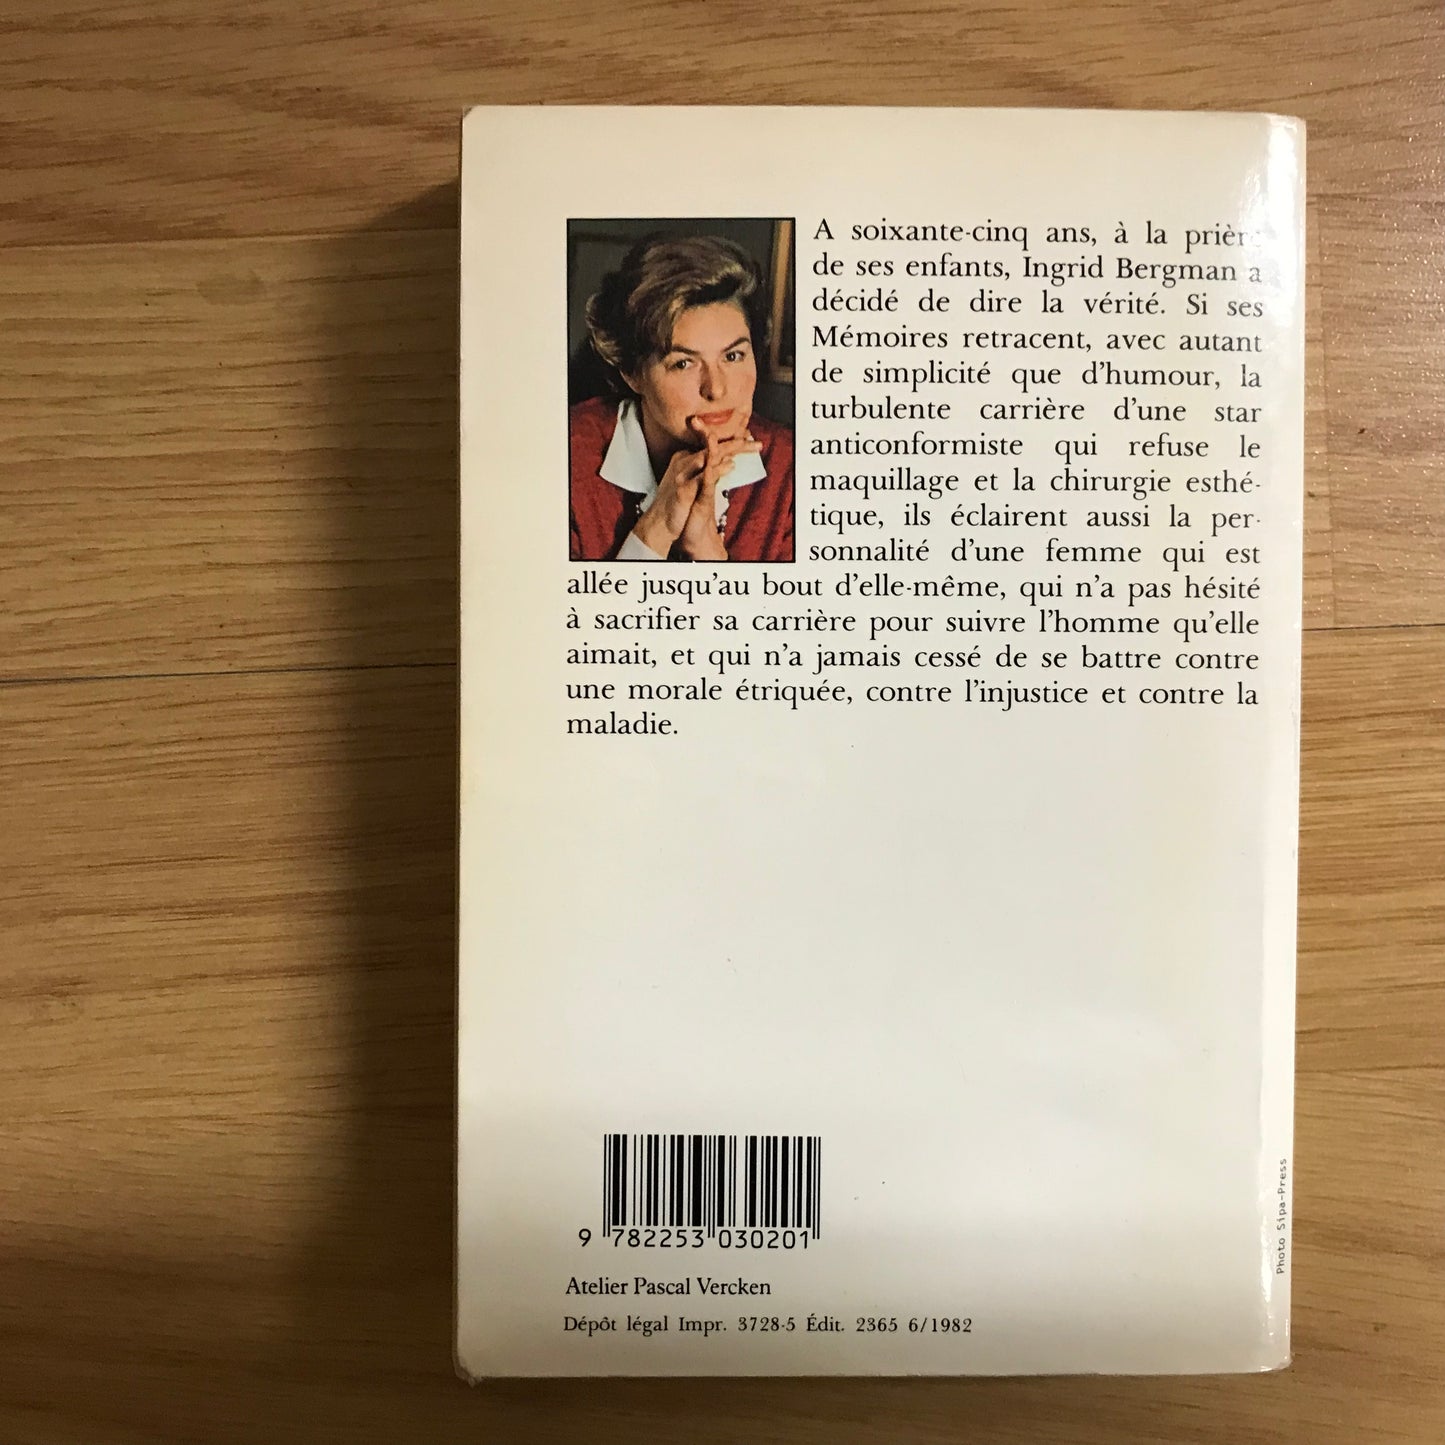 A soixante-cinq ans, à la prière
de ses enfants, Ingrid Bergman a
décidé de dire la vérité. Si ses
Mémoires retracent, avec autant
de simplicité que d'humour, la
turbulente carrière d'une star
anticonformiste qui refuse le
maquillage et la chirurgie esthé-
tique, ils éclairent aussi la per-
sonnalité d'une femme qui est
allée jusqu'au bout d'elle-même, qui n'a pas hésité
à sacrifier sa carrière pour suivre l'homme qu'elle
aimait, et qui n'a jamais cessé de se battre contre
une morale étriquée, contre l'injustice et contre la
maladie.
9 782253 030201
Atelier Pascal Vercken
Dépôt légal Impr. 3728-5 Édit. 2365 6/1982
Photo Sipa-Press